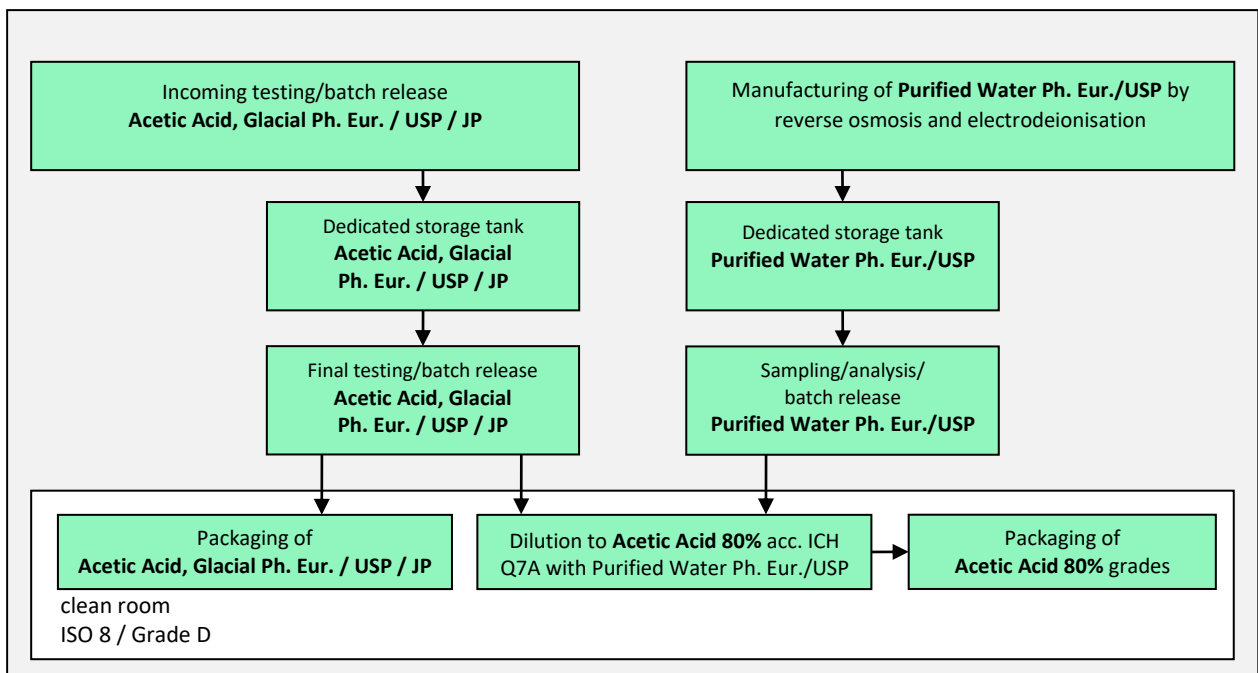 Incoming testing/batch release
Acetic Acid, Glacial Ph. Eur. / USP / JP
Manufacturing of Purified Water Ph. Eur./USP by
reverse osmosis and electrodeionisation
Dedicated storage tank
Acetic Acid, Glacial
Ph. Eur. / USP / JP
Dedicated storage tank
Purified Water Ph. Eur./USP
Final testing/batch release
Acetic Acid, Glacial
Ph. Eur. / USP / JP
Sampling/analysis/
batch release
Purified Water Ph. Eur./USP
Packaging of
Acetic Acid, Glacial Ph. Eur. / USP / JP
Dilution to Acetic Acid 80% acc. ICH
Q7A with Purified Water Ph. Eur./USP
Packaging of
Acetic Acid 80% grades
clean room
ISO 8 / Grade D